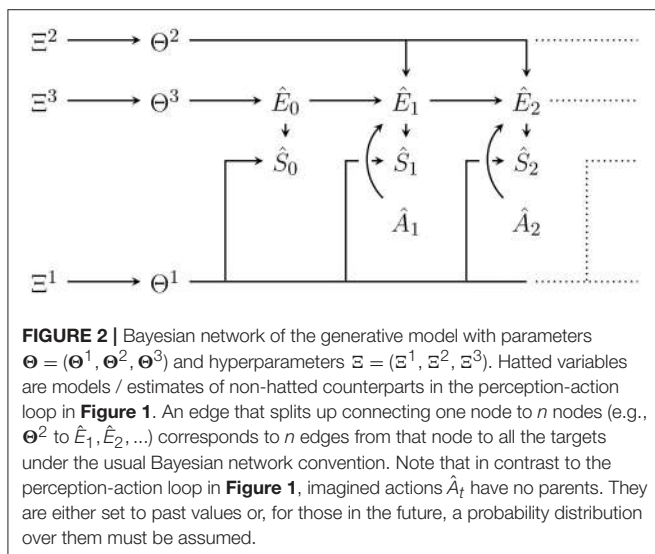 Ξ² Θ²
Ξ³ Θ³ Ê₀ Ê₁ Ê₂
Ŝ₀ Ŝ₁ Ŝ₂
Â₁ Â₂
Ξ¹ Θ¹
FIGURE 2 | Bayesian network of the generative model with parameters
Θ = (Θ¹, Θ², Θ³) and hyperparameters Ξ = (Ξ¹, Ξ², Ξ³). Hatted variables
are models / estimates of non-hatted counterparts in the perception-action
loop in Figure 1. An edge that splits up connecting one node to n nodes (e.g.,
Θ² to Ê₁, Ê₂, ...) corresponds to n edges from that node to all the targets
under the usual Bayesian network convention. Note that in contrast to the
perception-action loop in Figure 1, imagined actions Âₜ have no parents. They
are either set to past values or, for those in the future, a probability distribution
over them must be assumed.